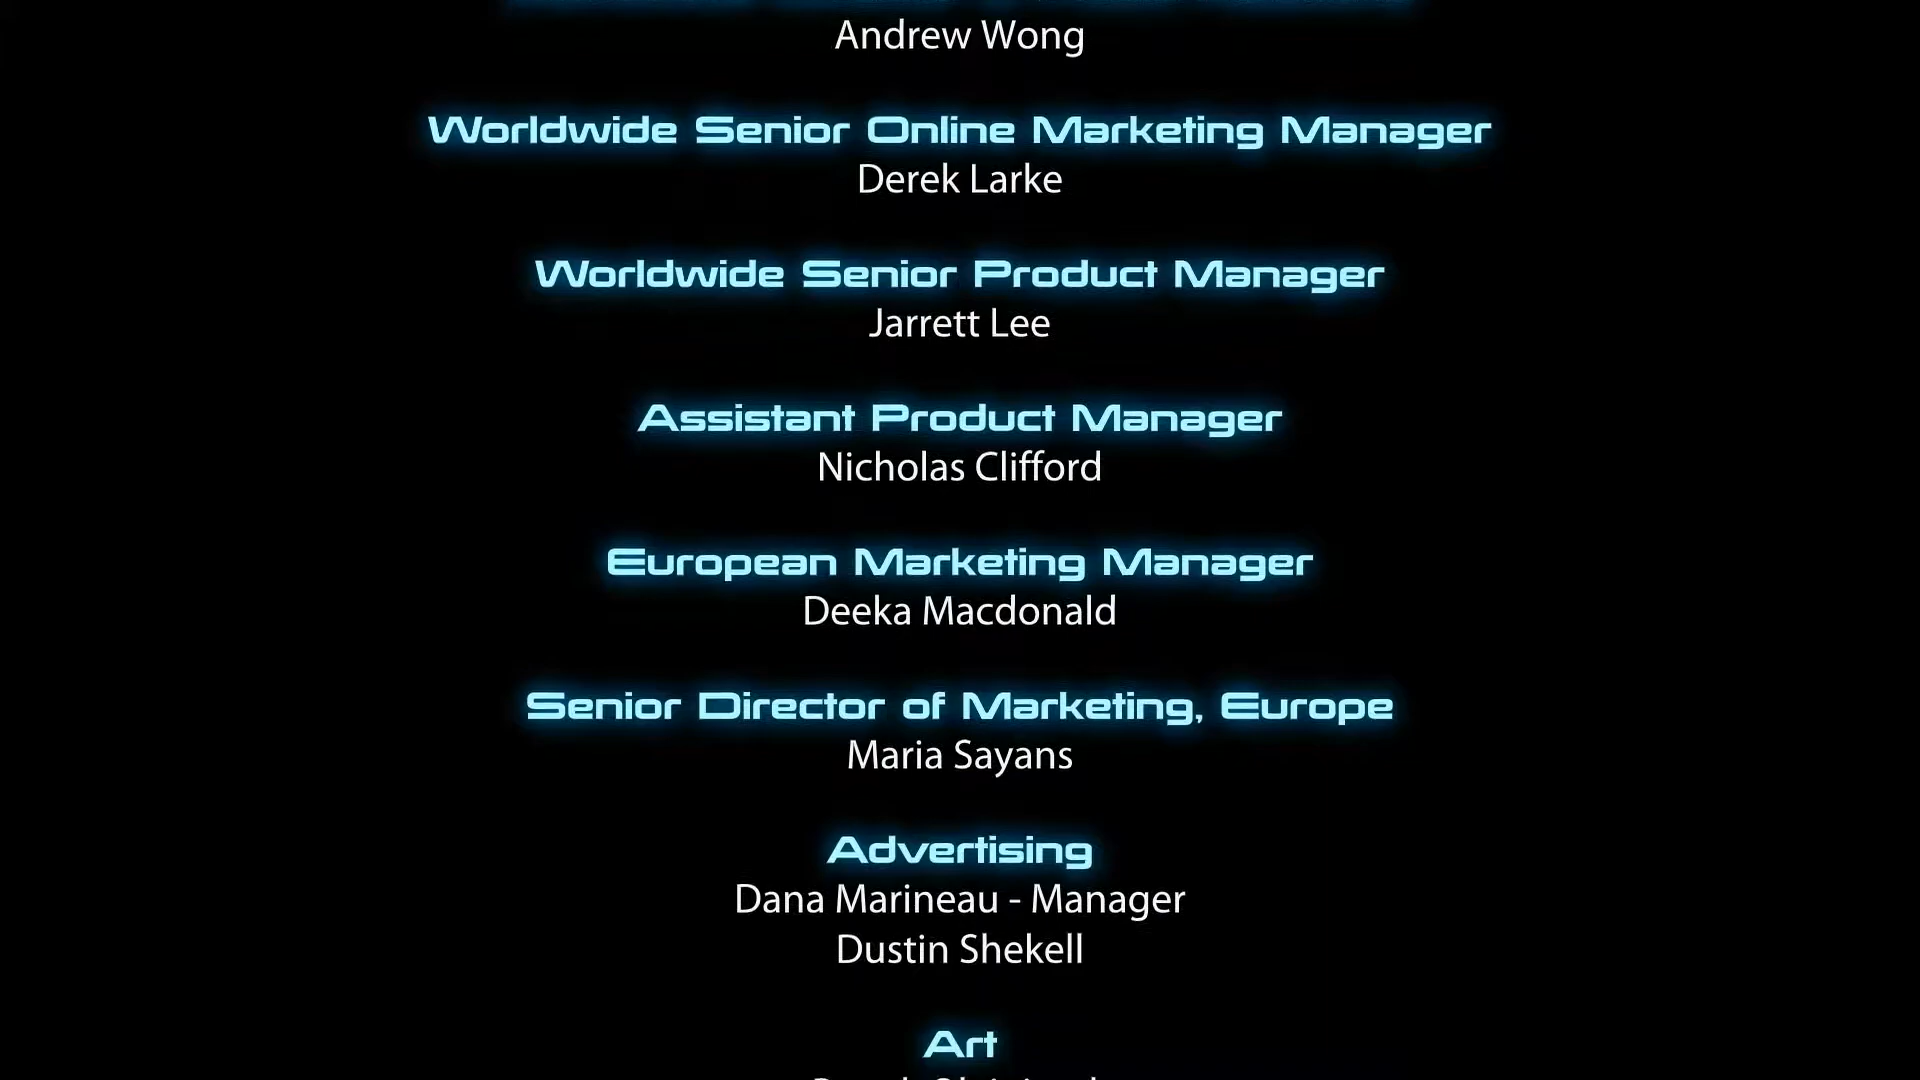 Andrew Wong
Worldwide Senior Online Marketing Manager
Derek Larke
Worldwide Senior Product Manager
Jarrett Lee
Assistant Product Manager
Nicholas Clifford
European Marketing Manager
Deeka Macdonald
Senior Director of Marketing, Europe
Maria Sayans
Advertising
Dana Marineau - Manager
Dustin Shekell
Art